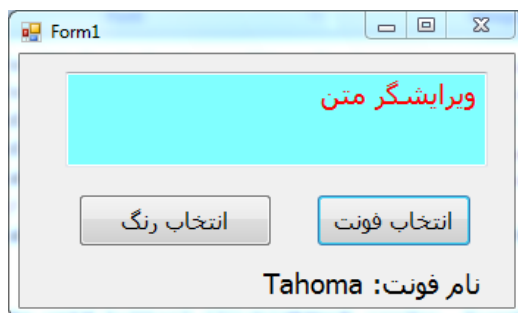 Form1
ویرایشگر متن
انتخاب فونت
انتخاب رنگ
نام فونت: Tahoma